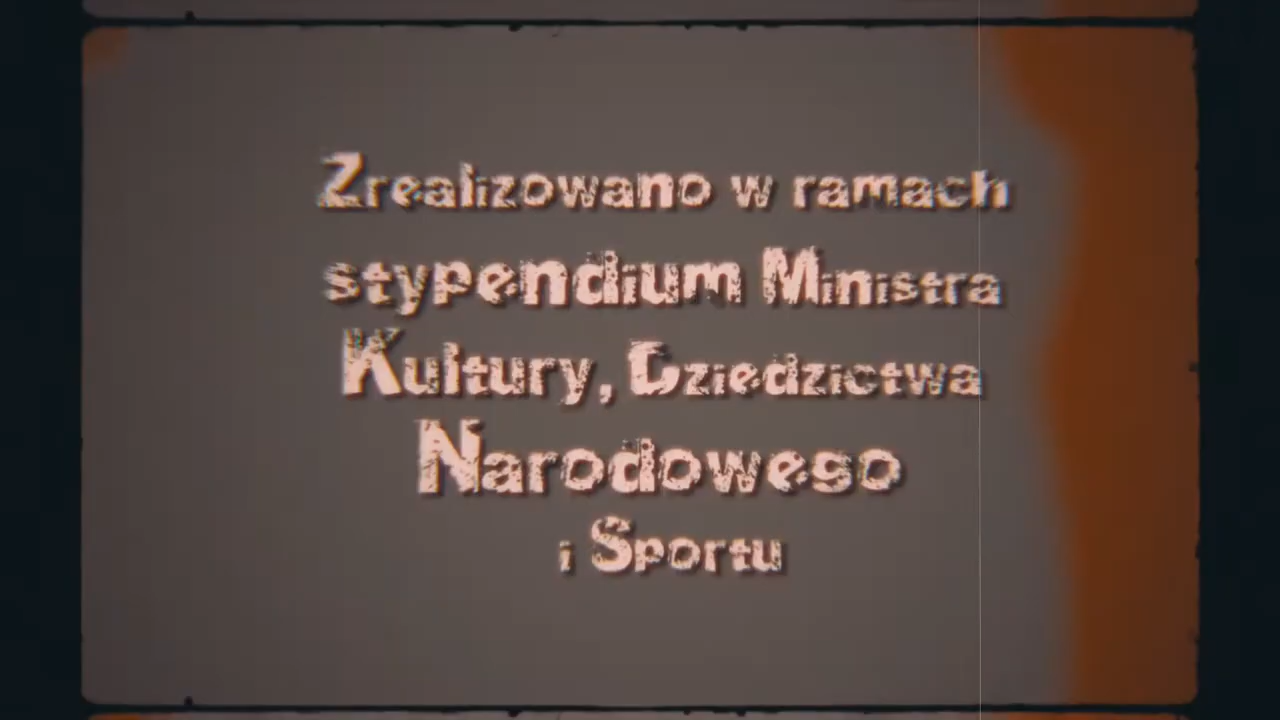 Zrealizowano w ramach
stypendium Ministra
Kultury, Dziedzictwa
Narodowego
i Sportu